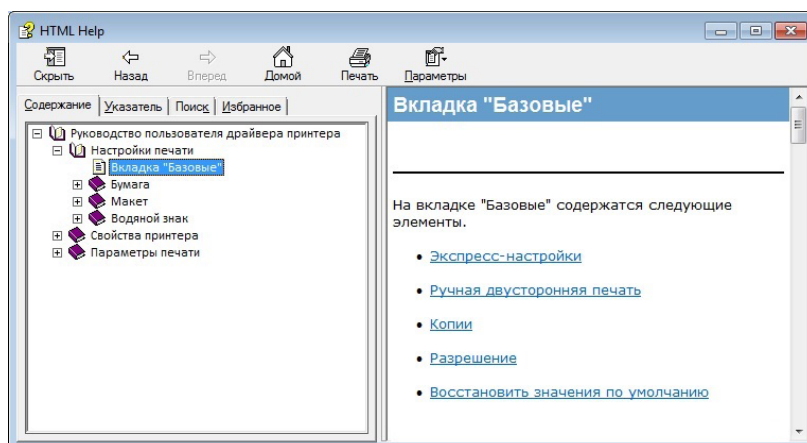 HTML Help
Скрыть Назад Вперед Домой Печать Параметры
Содержание Указатель Поиск Избранное
Руководство пользователя драйвера принтера
Настройки печати
Вкладка "Базовые"
Бумага
Макет
Водяной знак
Свойства принтера
Параметры печати
Вкладка "Базовые"
На вкладке "Базовые" содержатся следующие
элементы.
• Экспресс-настройки
• Ручная двусторонняя печать
• Копии
• Разрешение
• Восстановить значения по умолчанию